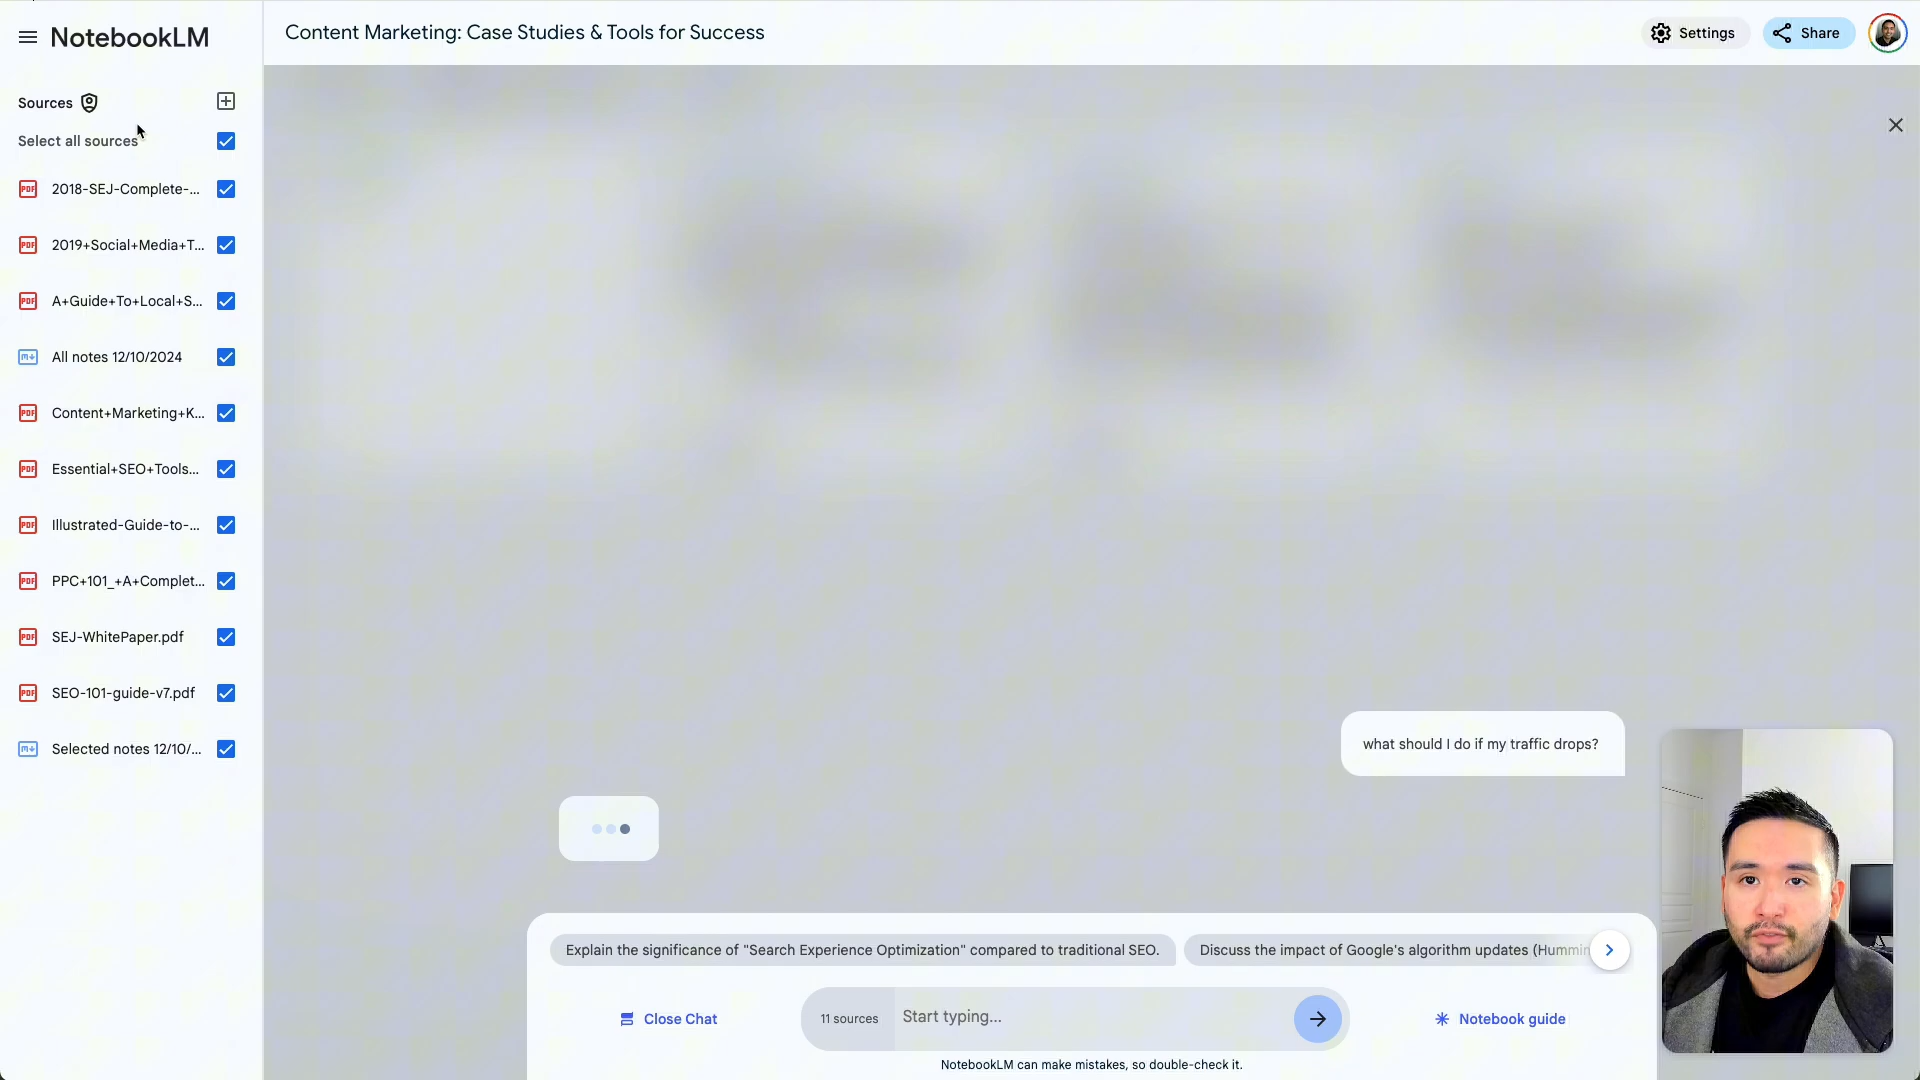 NotebookLM
Content Marketing: Case Studies & Tools for Success
Settings
Share
Sources
Select all sources
2018-SEJ-Complete-...
2019+Social+Media+T...
A+Guide+To+Local+S...
All notes 12/10/2024
Content+Marketing+K...
Essential+SEO+Tools...
Illustrated-Guide-to-...
PPC+101_+A+Complet...
SEJ-WhitePaper.pdf
SEO-101-guide-v7.pdf
Selected notes 12/10/...
what should I do if my traffic drops?
Explain the significance of "Search Experience Optimization" compared to traditional SEO.
Discuss the impact of Google's algorithm updates (Hummin
Close Chat
11 sources
Start typing...
Notebook guide
NotebookLM can make mistakes, so double-check it.